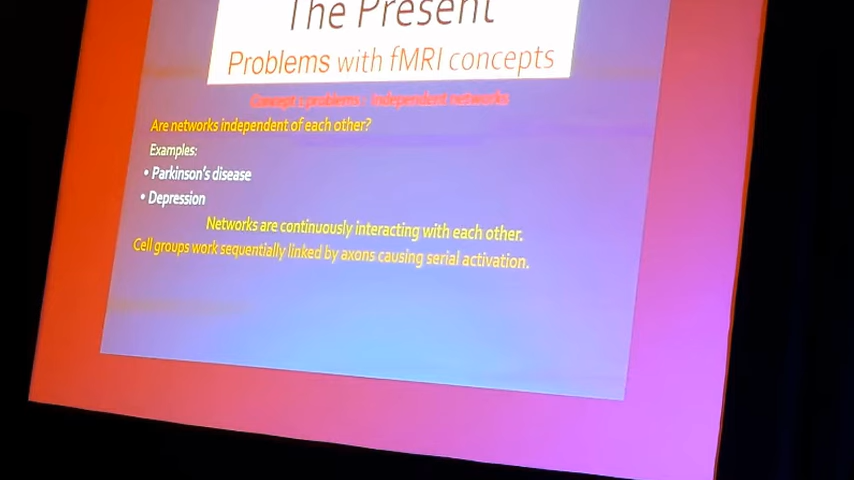 The Present
Problems with fMRI concepts
Concept problems - Independent networks
Are networks independent of each other?
Examples:
• Parkinson's disease
• Depression
Networks are continuously interacting with each other.
Cell groups work sequentially linked by axons causing serial activation.